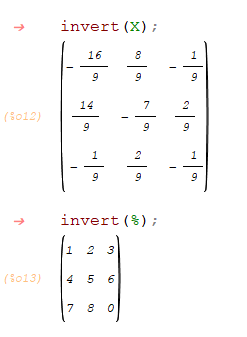 → invert(X);
(%o12)
- 16/9 8/9 - 1/9
14/9 - 7/9 2/9
- 1/9 2/9 - 1/9
→ invert(%);
(%o13)
1 2 3
4 5 6
7 8 0